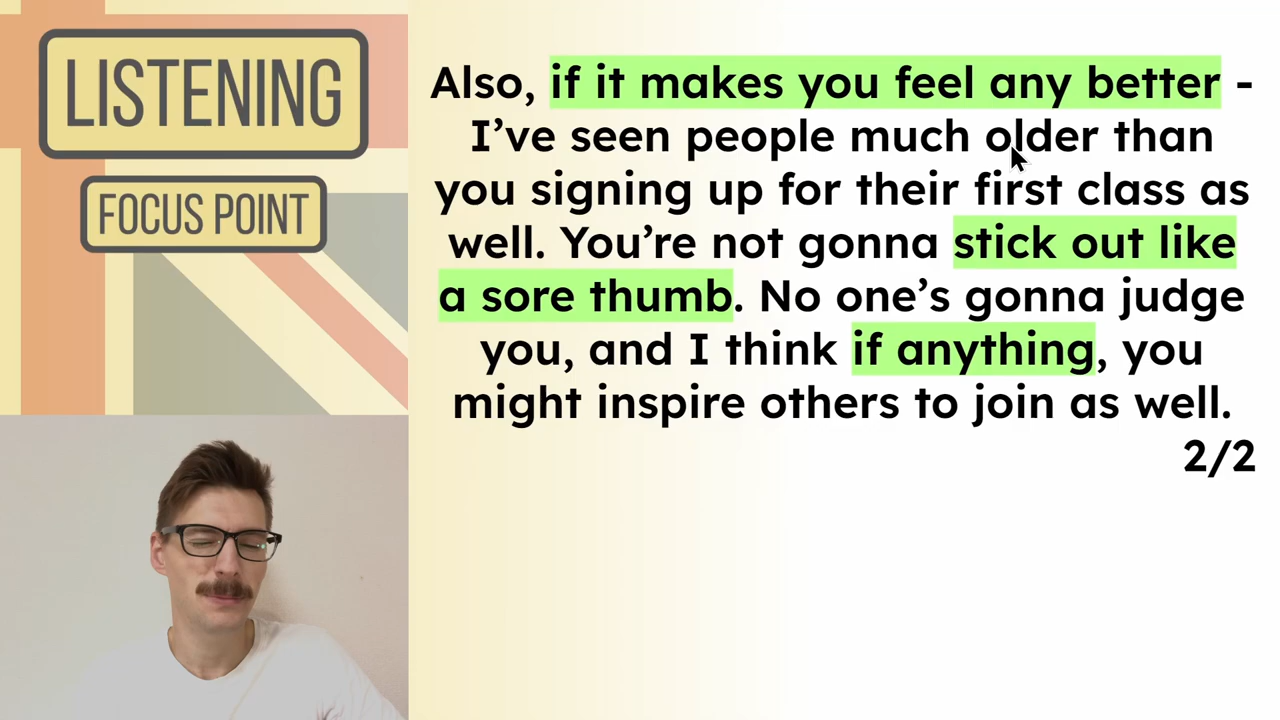 LISTENING
FOCUS POINT
Also, if it makes you feel any better -
I’ve seen people much older than
you signing up for their first class as
well. You’re not gonna stick out like
a sore thumb. No one’s gonna judge
you, and I think if anything, you
might inspire others to join as well.
2/2